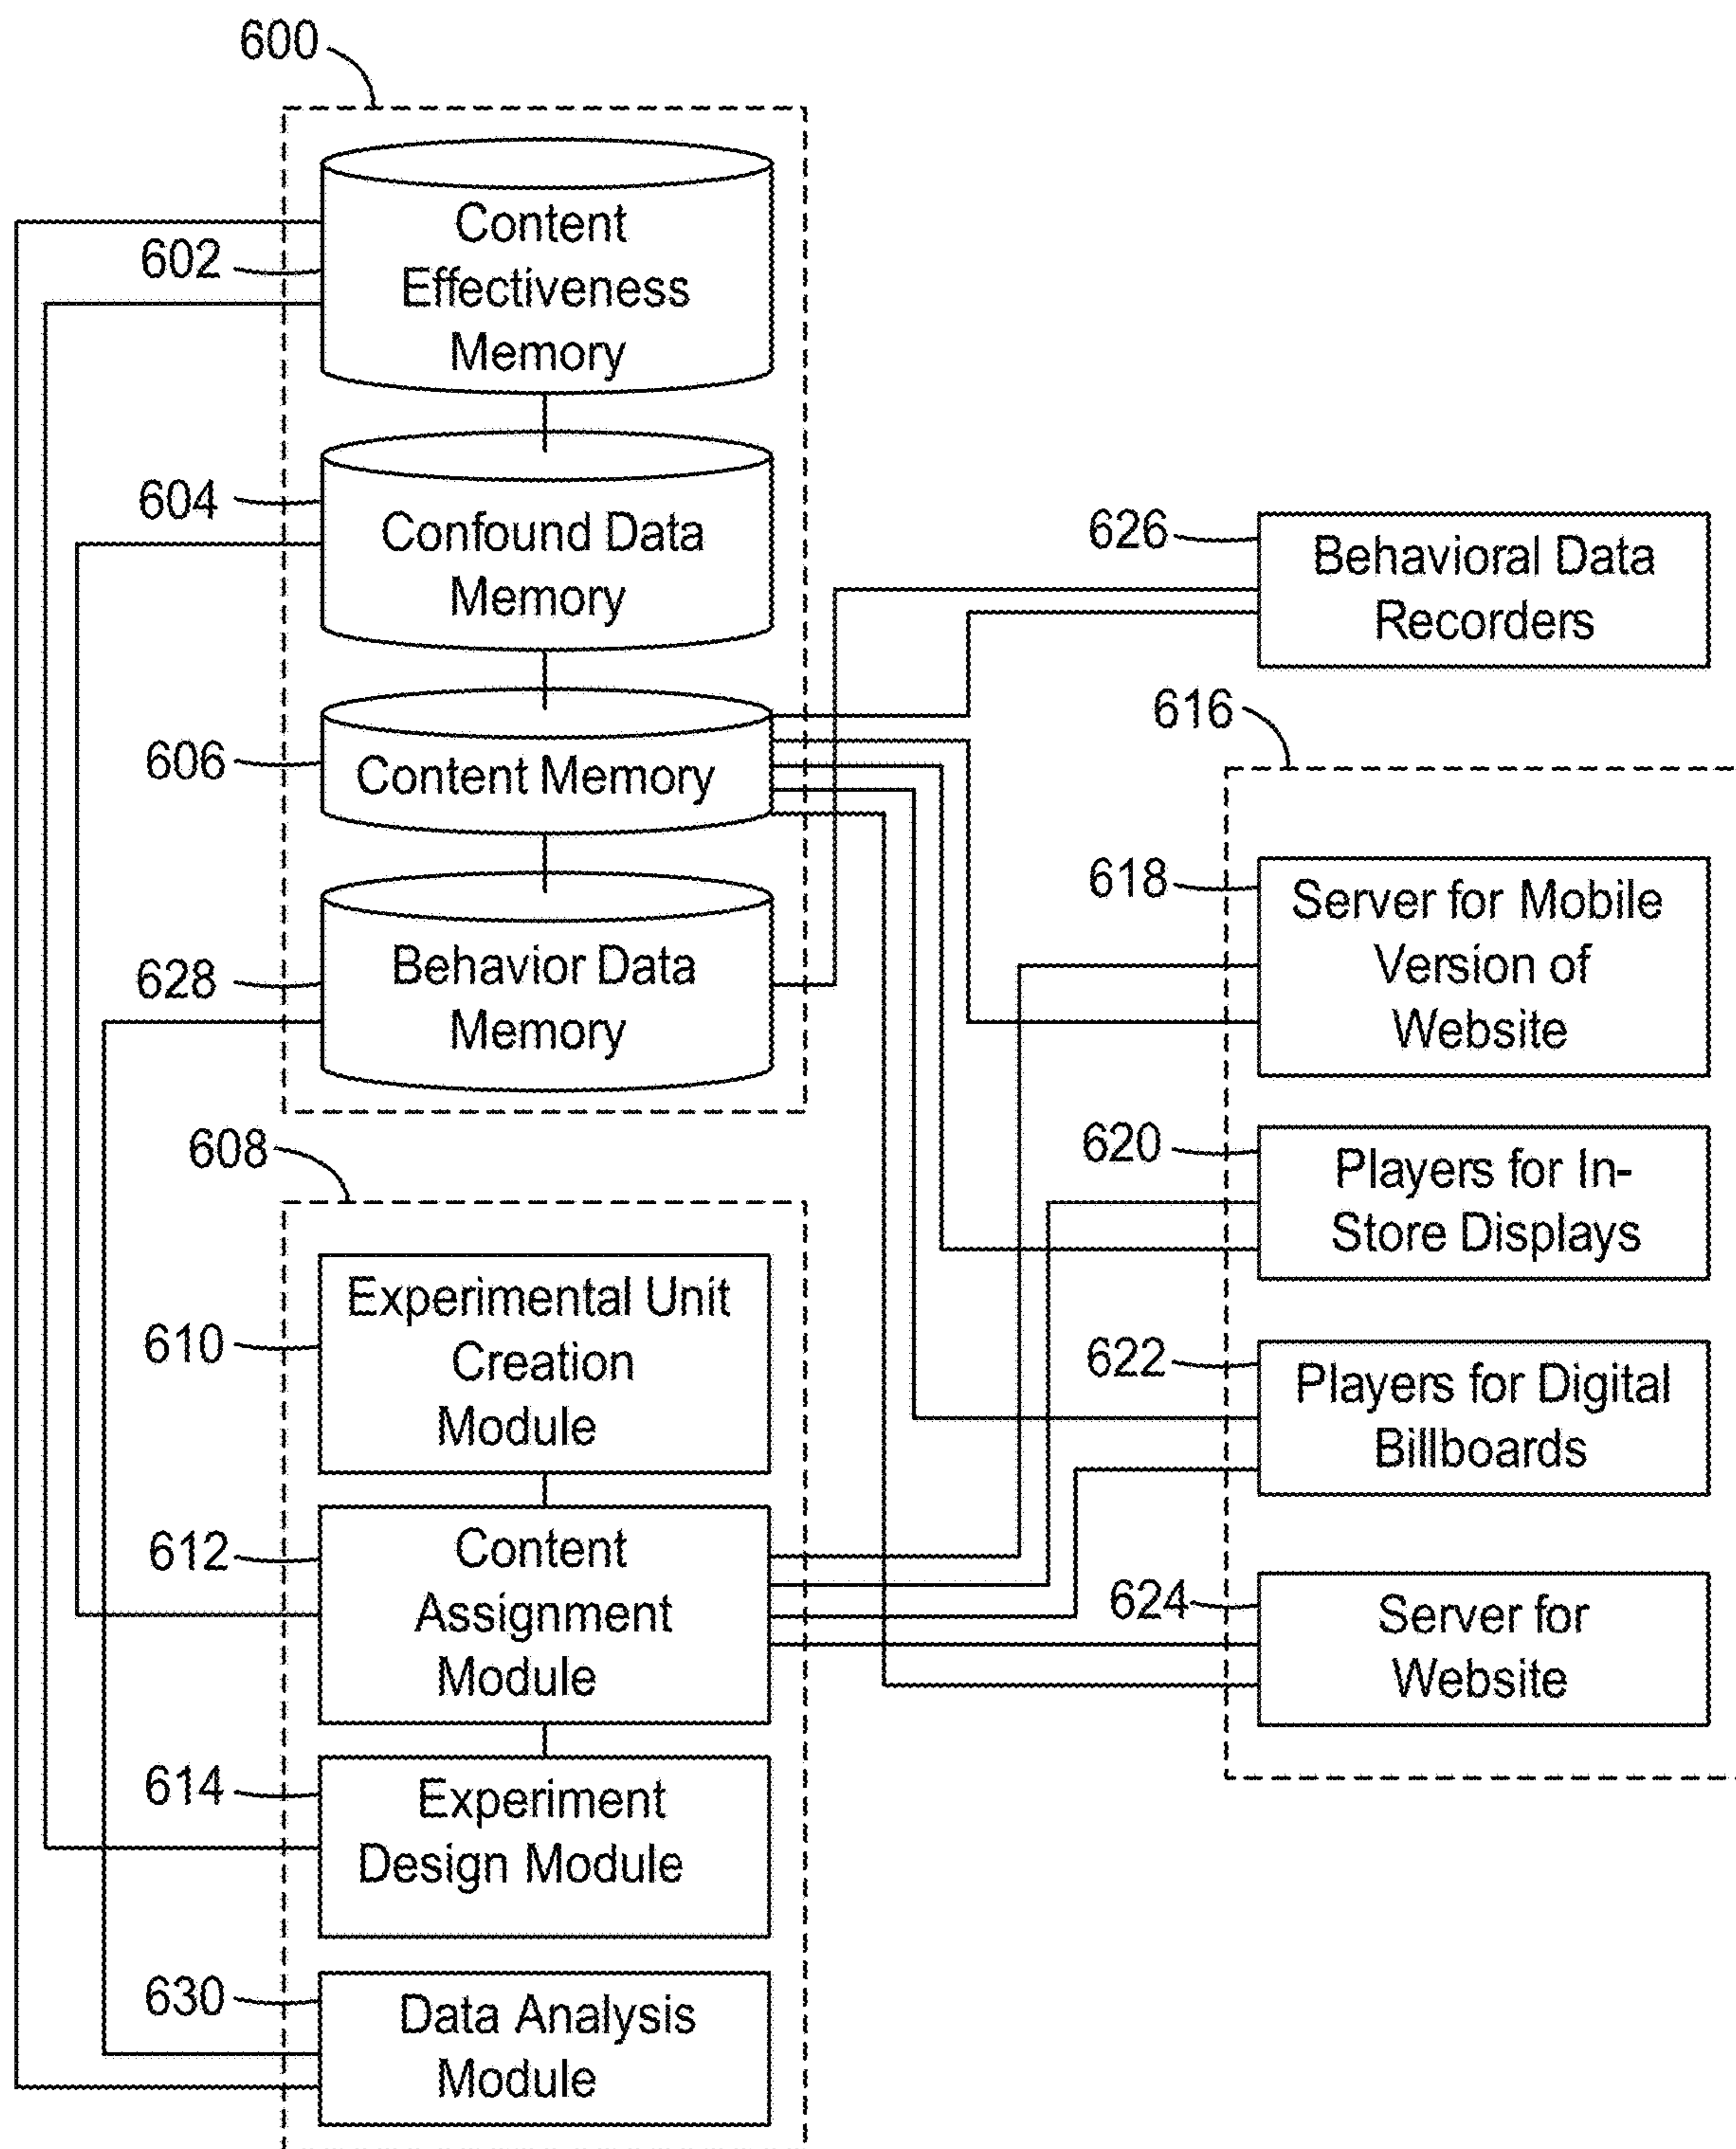 600
602
Content
Effectiveness
Memory
604
Confound Data
Memory
606
Content Memory
628
Behavior Data
Memory
608
610
Experimental Unit
Creation
Module
612
Content
Assignment
Module
614
Experiment
Design Module
630
Data Analysis
Module
626
Behavioral Data
Recorders
616
618
Server for Mobile
Version of
Website
620
Players for In-
Store Displays
622
Players for Digital
Billboards
624
Server for
Website